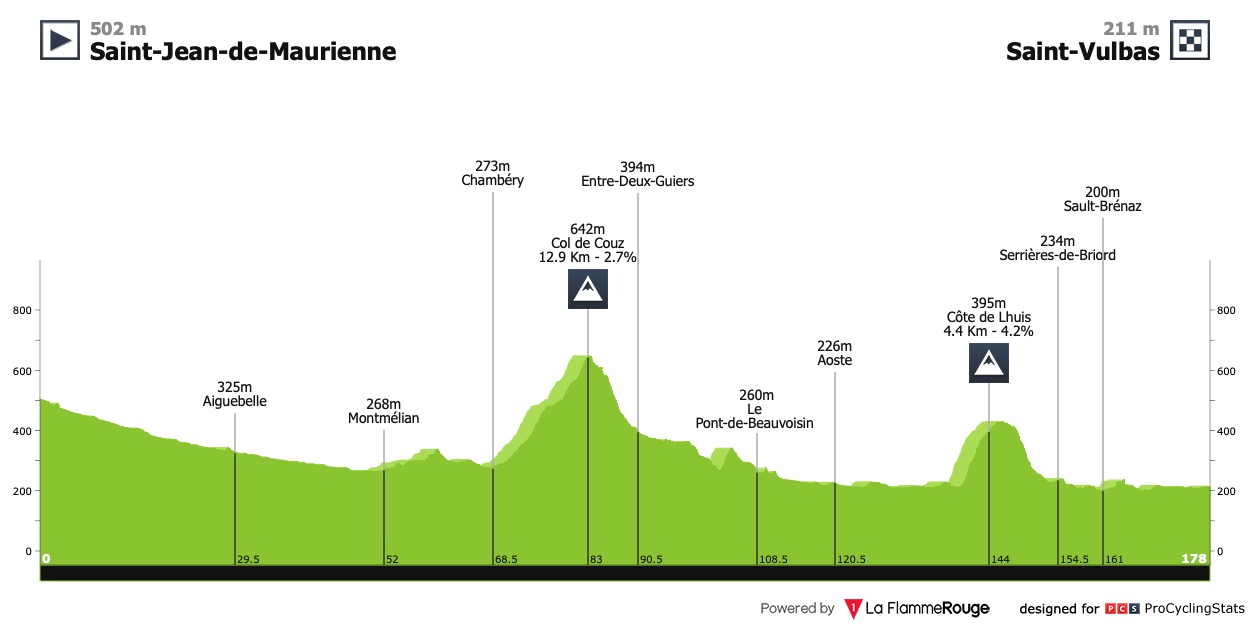 502 m
Saint-Jean-de-Maurienne
211 m
Saint-Vulbas
273m
Chambéry
394m
Entre-Deux-Guiers
200m
Sault-Brénaz
642m
Col de Couz
12.9 Km - 2.7%
234m
Serrières-de-Briord
395m
Côte de Lhuis
4.4 Km - 4.2%
226m
Aoste
325m
Aiguebelle
268m
Montmélian
260m
Le
Pont-de-Beauvoisin
800
600
400
200
0
800
600
400
200
0
0
29.5
52
68.5
83
90.5
108.5
120.5
144
154.5
161
178
Powered by La FlammeRouge designed for PCS ProCyclingStats